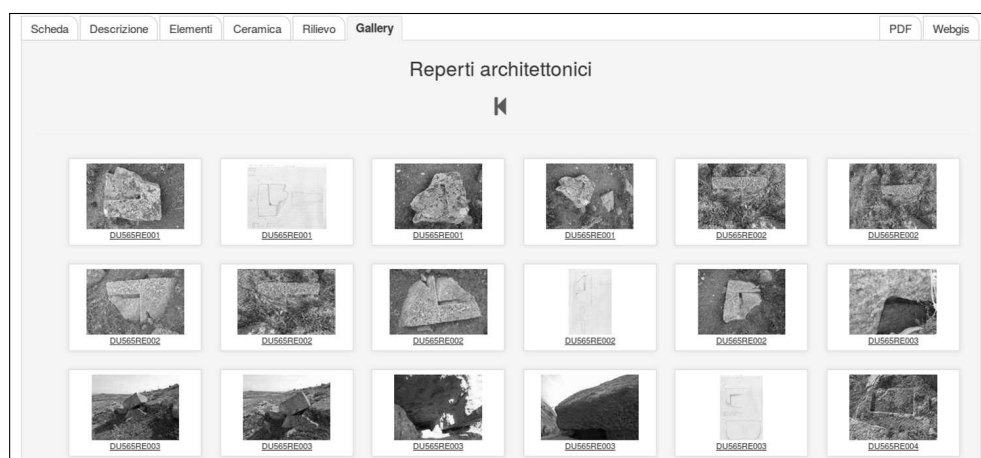 Scheda Descrizione Elementi Ceramica Rilievo Gallery PDF Webgis
Reperti architettonici
DU565RE001 DU565RE001 DU565RE001 DU565RE001 DU565RE002 DU565RE002
DU565RE002 DU565RE002 DU565RE002 DU565RE002 DU565RE002 DU565RE003
DU565RE003 DU565RE003 DU565RE003 DU565RE003 DU565RE003 DU565RE004